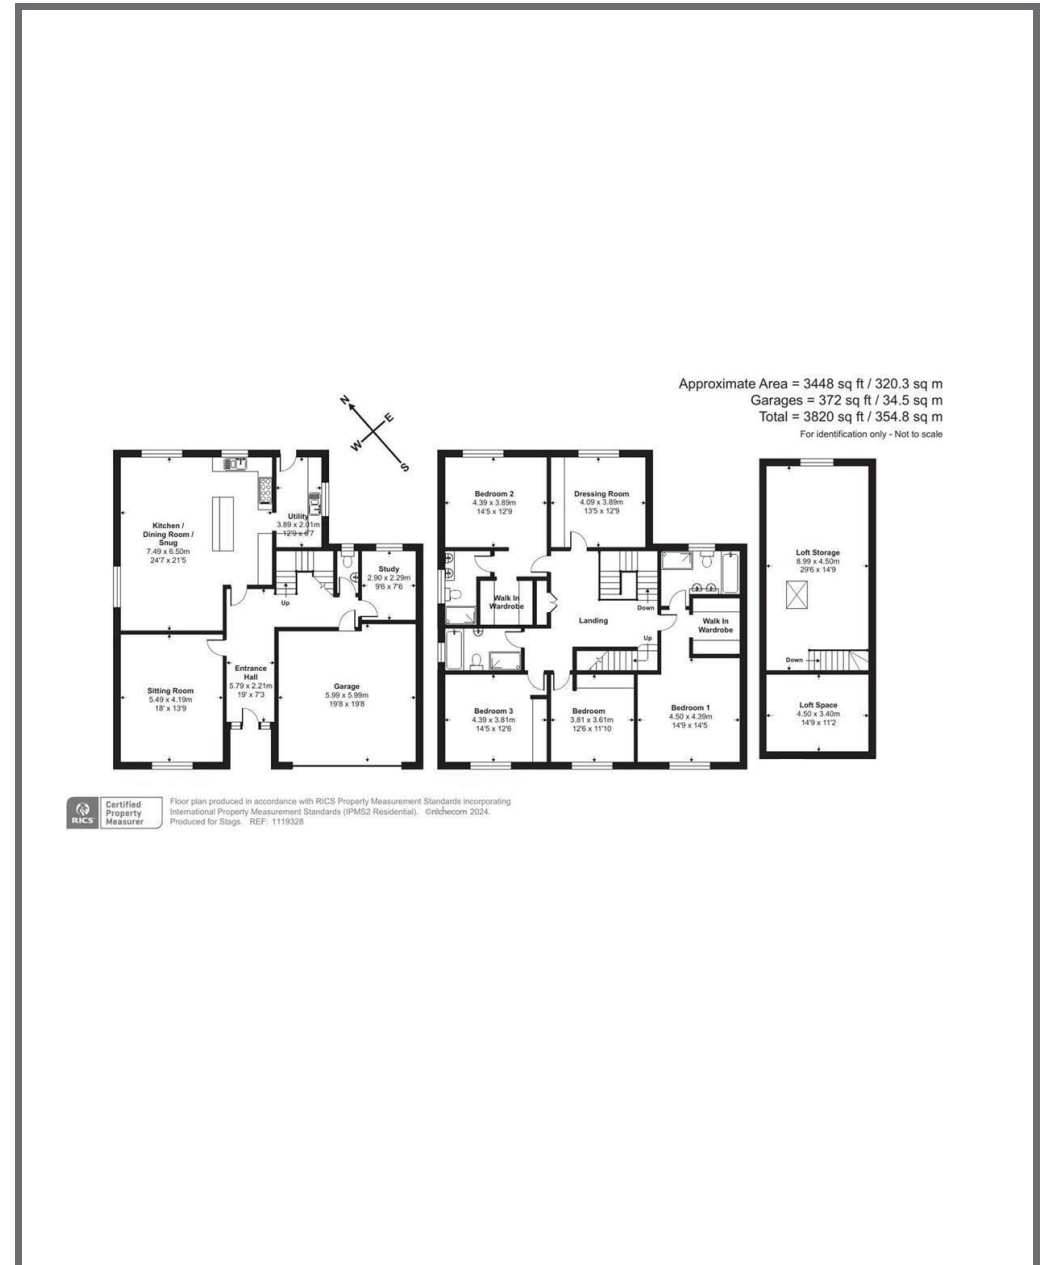 Approximate Area = 3448 sq ft / 320.3 sq m
Garages = 372 sq ft / 34.5 sq m
Total = 3820 sq ft / 354.8 sq m
For identification only - Not to scale
N
E
W
S
Kitchen /
Dining Room /
Snug
7.49 x 6.50m
24'7 x 21'5
Utility
3.89 x 2.01m
12'9 x 6'7
Study
2.90 x 2.29m
9'6 x 7'6
Up
Entrance
Hall
5.79 x 2.21m
19' x 7'3
Sitting Room
5.49 x 4.19m
18' x 13'9
Garage
5.99 x 5.99m
19'8 x 19'8
Bedroom 2
4.39 x 3.89m
14'5 x 12'9
Dressing Room
4.09 x 3.89m
13'5 x 12'9
Walk In
Wardrobe
Landing
Down
Up
Walk In
Wardrobe
Bedroom 3
4.39 x 3.81m
14'5 x 12'6
Bedroom
3.81 x 3.61m
12'6 x 11'10
Bedroom 1
4.50 x 4.39m
14'9 x 14'5
Loft Storage
8.99 x 4.50m
29'6 x 14'9
Down
Loft Space
4.50 x 3.40m
14'9 x 11'2
RICS
Certified
Property
Measurer
Floor plan produced in accordance with RICS Property Measurement Standards incorporating
International Property Measurement Standards (IPMS2 Residential). ©nichecom 2024.
Produced for Stags. REF: 1119328